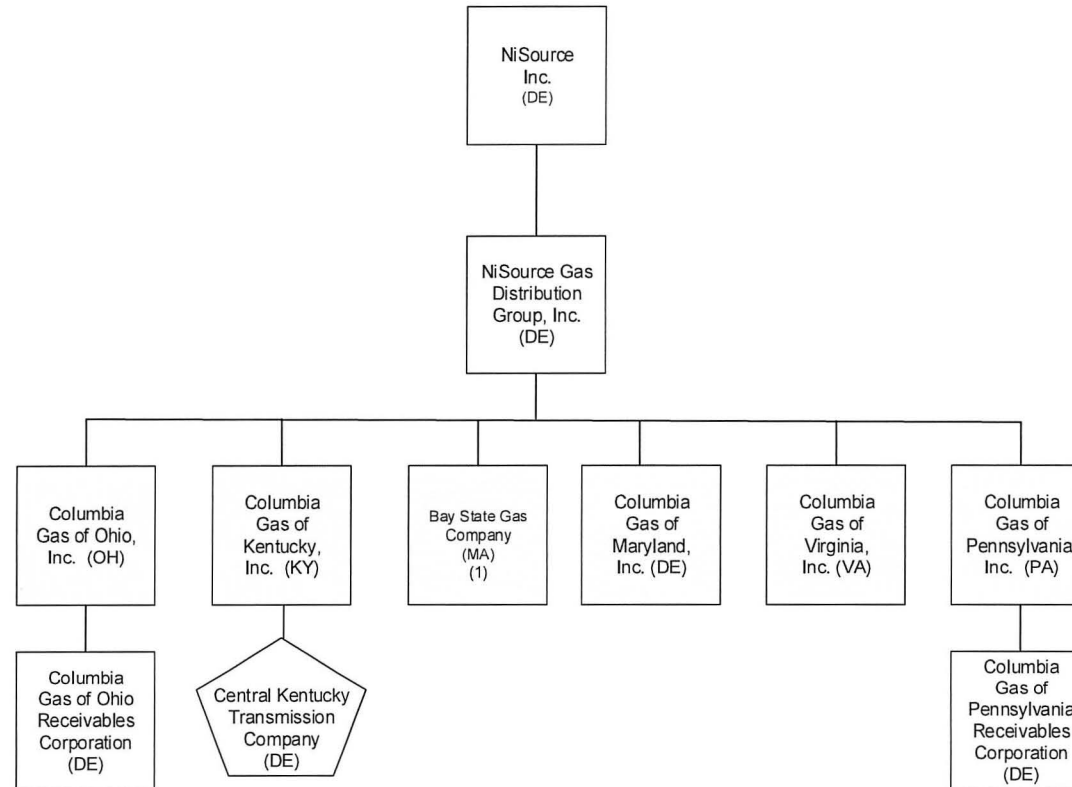 NiSource
Inc.
(DE)
NiSource Gas
Distribution
Group, Inc.
(DE)
Columbia
Gas of Ohio,
Inc. (OH)
Columbia
Gas of
Kentucky,
Inc. (KY)
Bay State Gas
Company
(MA)
(1)
Columbia
Gas of
Maryland,
Inc. (DE)
Columbia
Gas of
Virginia,
Inc. (VA)
Columbia
Gas of
Pennsylvania,
Inc. (PA)
Columbia
Gas of Ohio
Receivables
Corporation
(DE)
Central Kentucky
Transmission
Company
(DE)
Columbia
Gas of
Pennsylvania
Receivables
Corporation
(DE)